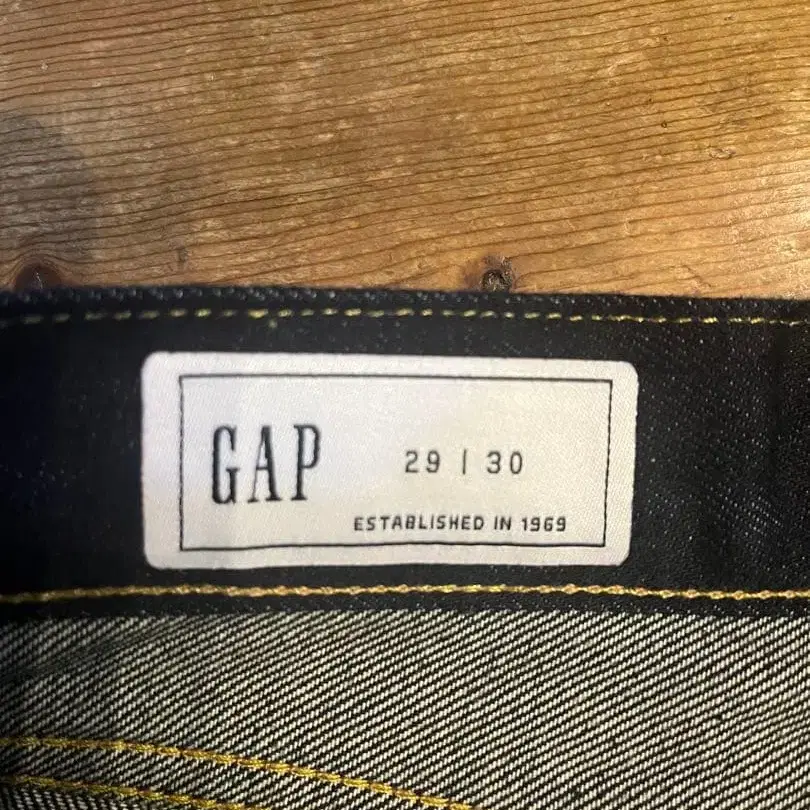 GAP 29 | 30
ESTABLISHED IN 1969